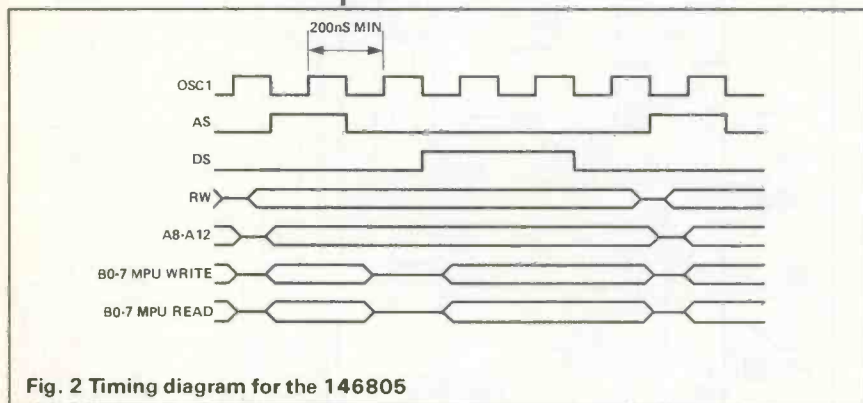 200nS MIN
OSC1
AS
DS
RW
A8-A12
B0-7 MPU WRITE
B0-7 MPU READ
Fig. 2 Timing diagram for the 146805